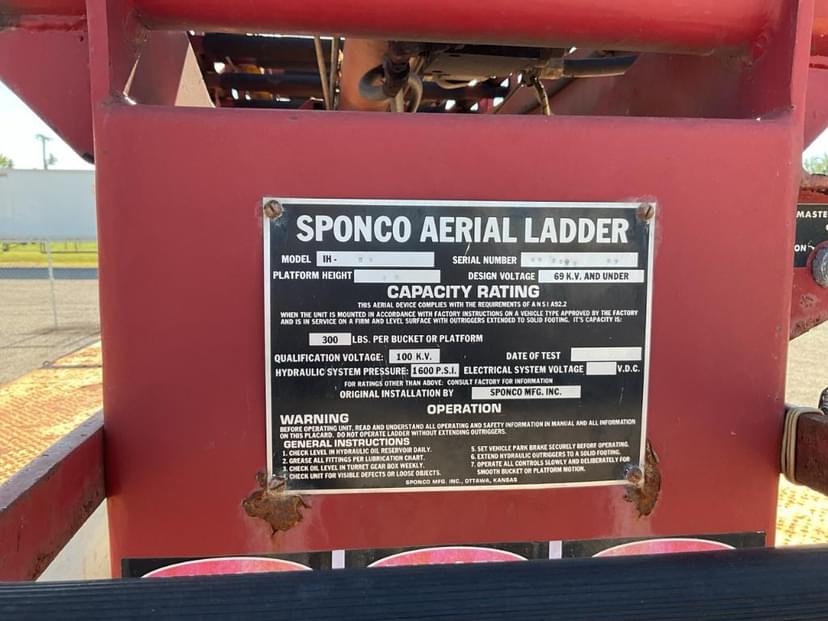 SPONCO AERIAL LADDER
MODEL IH- SERIAL NUMBER
PLATFORM HEIGHT DESIGN VOLTAGE 69 K.V. AND UNDER
CAPACITY RATING
THIS AERIAL DEVICE COMPLIES WITH THE REQUIREMENTS OF A N S I A92.2
WHEN THE UNIT IS MOUNTED IN ACCORDANCE WITH FACTORY INSTRUCTIONS ON A VEHICLE TYPE APPROVED BY THE FACTORY
AND IS IN SERVICE ON A FIRM AND LEVEL SURFACE WITH OUTRIGGERS EXTENDED TO SOLID FOOTING. IT'S CAPACITY IS:
300 LBS. PER BUCKET OR PLATFORM
QUALIFICATION VOLTAGE: 100 K.V. DATE OF TEST
HYDRAULIC SYSTEM PRESSURE: 1600 P.S.I. ELECTRICAL SYSTEM VOLTAGE V.D.C.
FOR RATINGS OTHER THAN ABOVE: CONSULT FACTORY FOR INFORMATION
ORIGINAL INSTALLATION BY SPONCO MFG. INC.
OPERATION
WARNING
BEFORE OPERATING UNIT, READ AND UNDERSTAND ALL OPERATING AND SAFETY INFORMATION IN MANUAL AND ALL INFORMATION
ON THIS PLACARD. DO NOT OPERATE LADDER WITHOUT EXTENDING OUTRIGGERS.
GENERAL INSTRUCTIONS
1. CHECK LEVEL IN HYDRAULIC OIL RESERVOIR DAILY.
2. GREASE ALL FITTINGS PER LUBRICATION CHART.
3. CHECK OIL LEVEL IN TURRET GEAR BOX WEEKLY.
CHECK UNIT FOR VISIBLE DEFECTS OR LOOSE OBJECTS.
5. SET VEHICLE PARK BRAKE SECURELY BEFORE OPERATING.
6. EXTEND HYDRAULIC OUTRIGGERS TO A SOLID FOOTING.
7. OPERATE ALL CONTROLS SLOWLY AND DELIBERATELY FOR
SMOOTH BUCKET OR PLATFORM MOTION.
SPONCO MFG. INC., OTTAWA, KANSAS
MASTE
ON